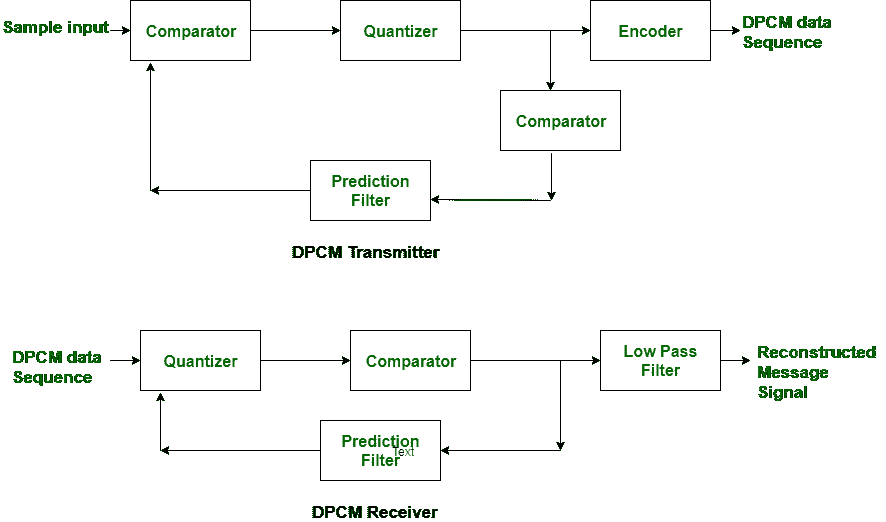 Sample input
Comparator
Quantizer
Encoder
DPCM data
Sequence
Comparator
Prediction
Filter
DPCM Transmitter
DPCM data
Sequence
Quantizer
Comparator
Low Pass
Filter
Reconstructed
Message
Signal
Prediction
Filter
Text
DPCM Receiver